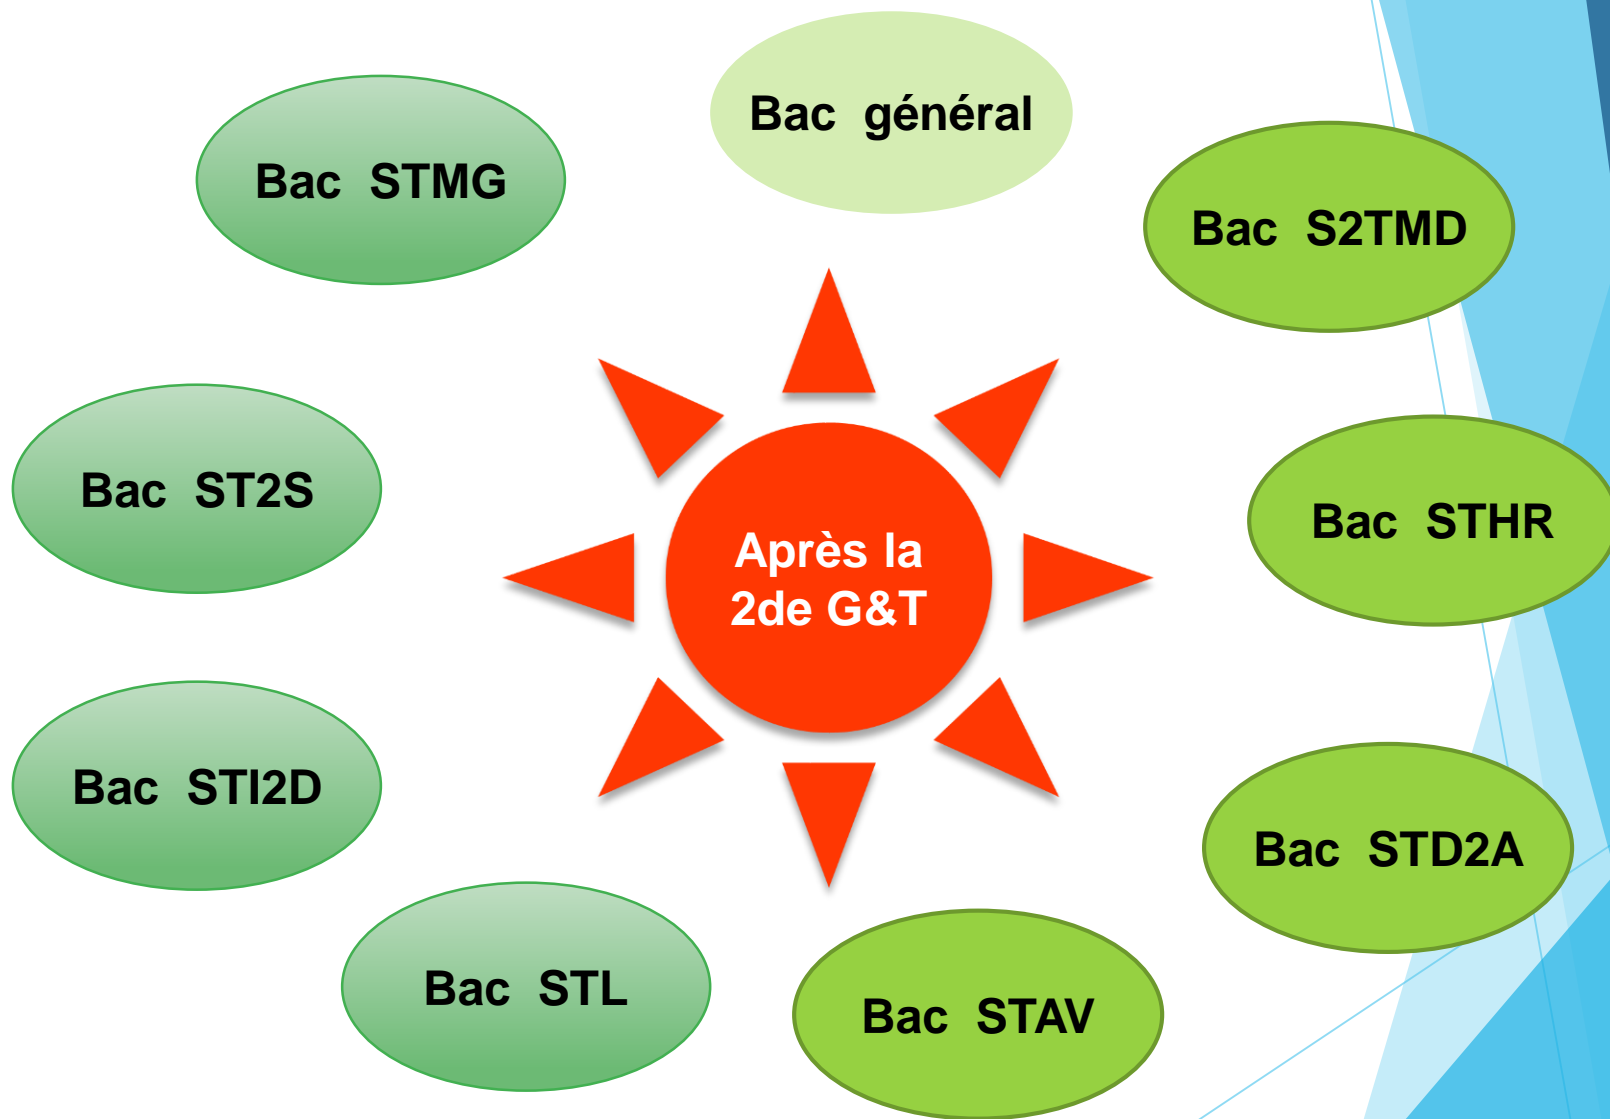 Bac général
Bac STMG
Bac S2TMD
Bac ST2S
Bac STHR
Après la
2de G&T
Bac STI2D
Bac STD2A
Bac STL
Bac STAV